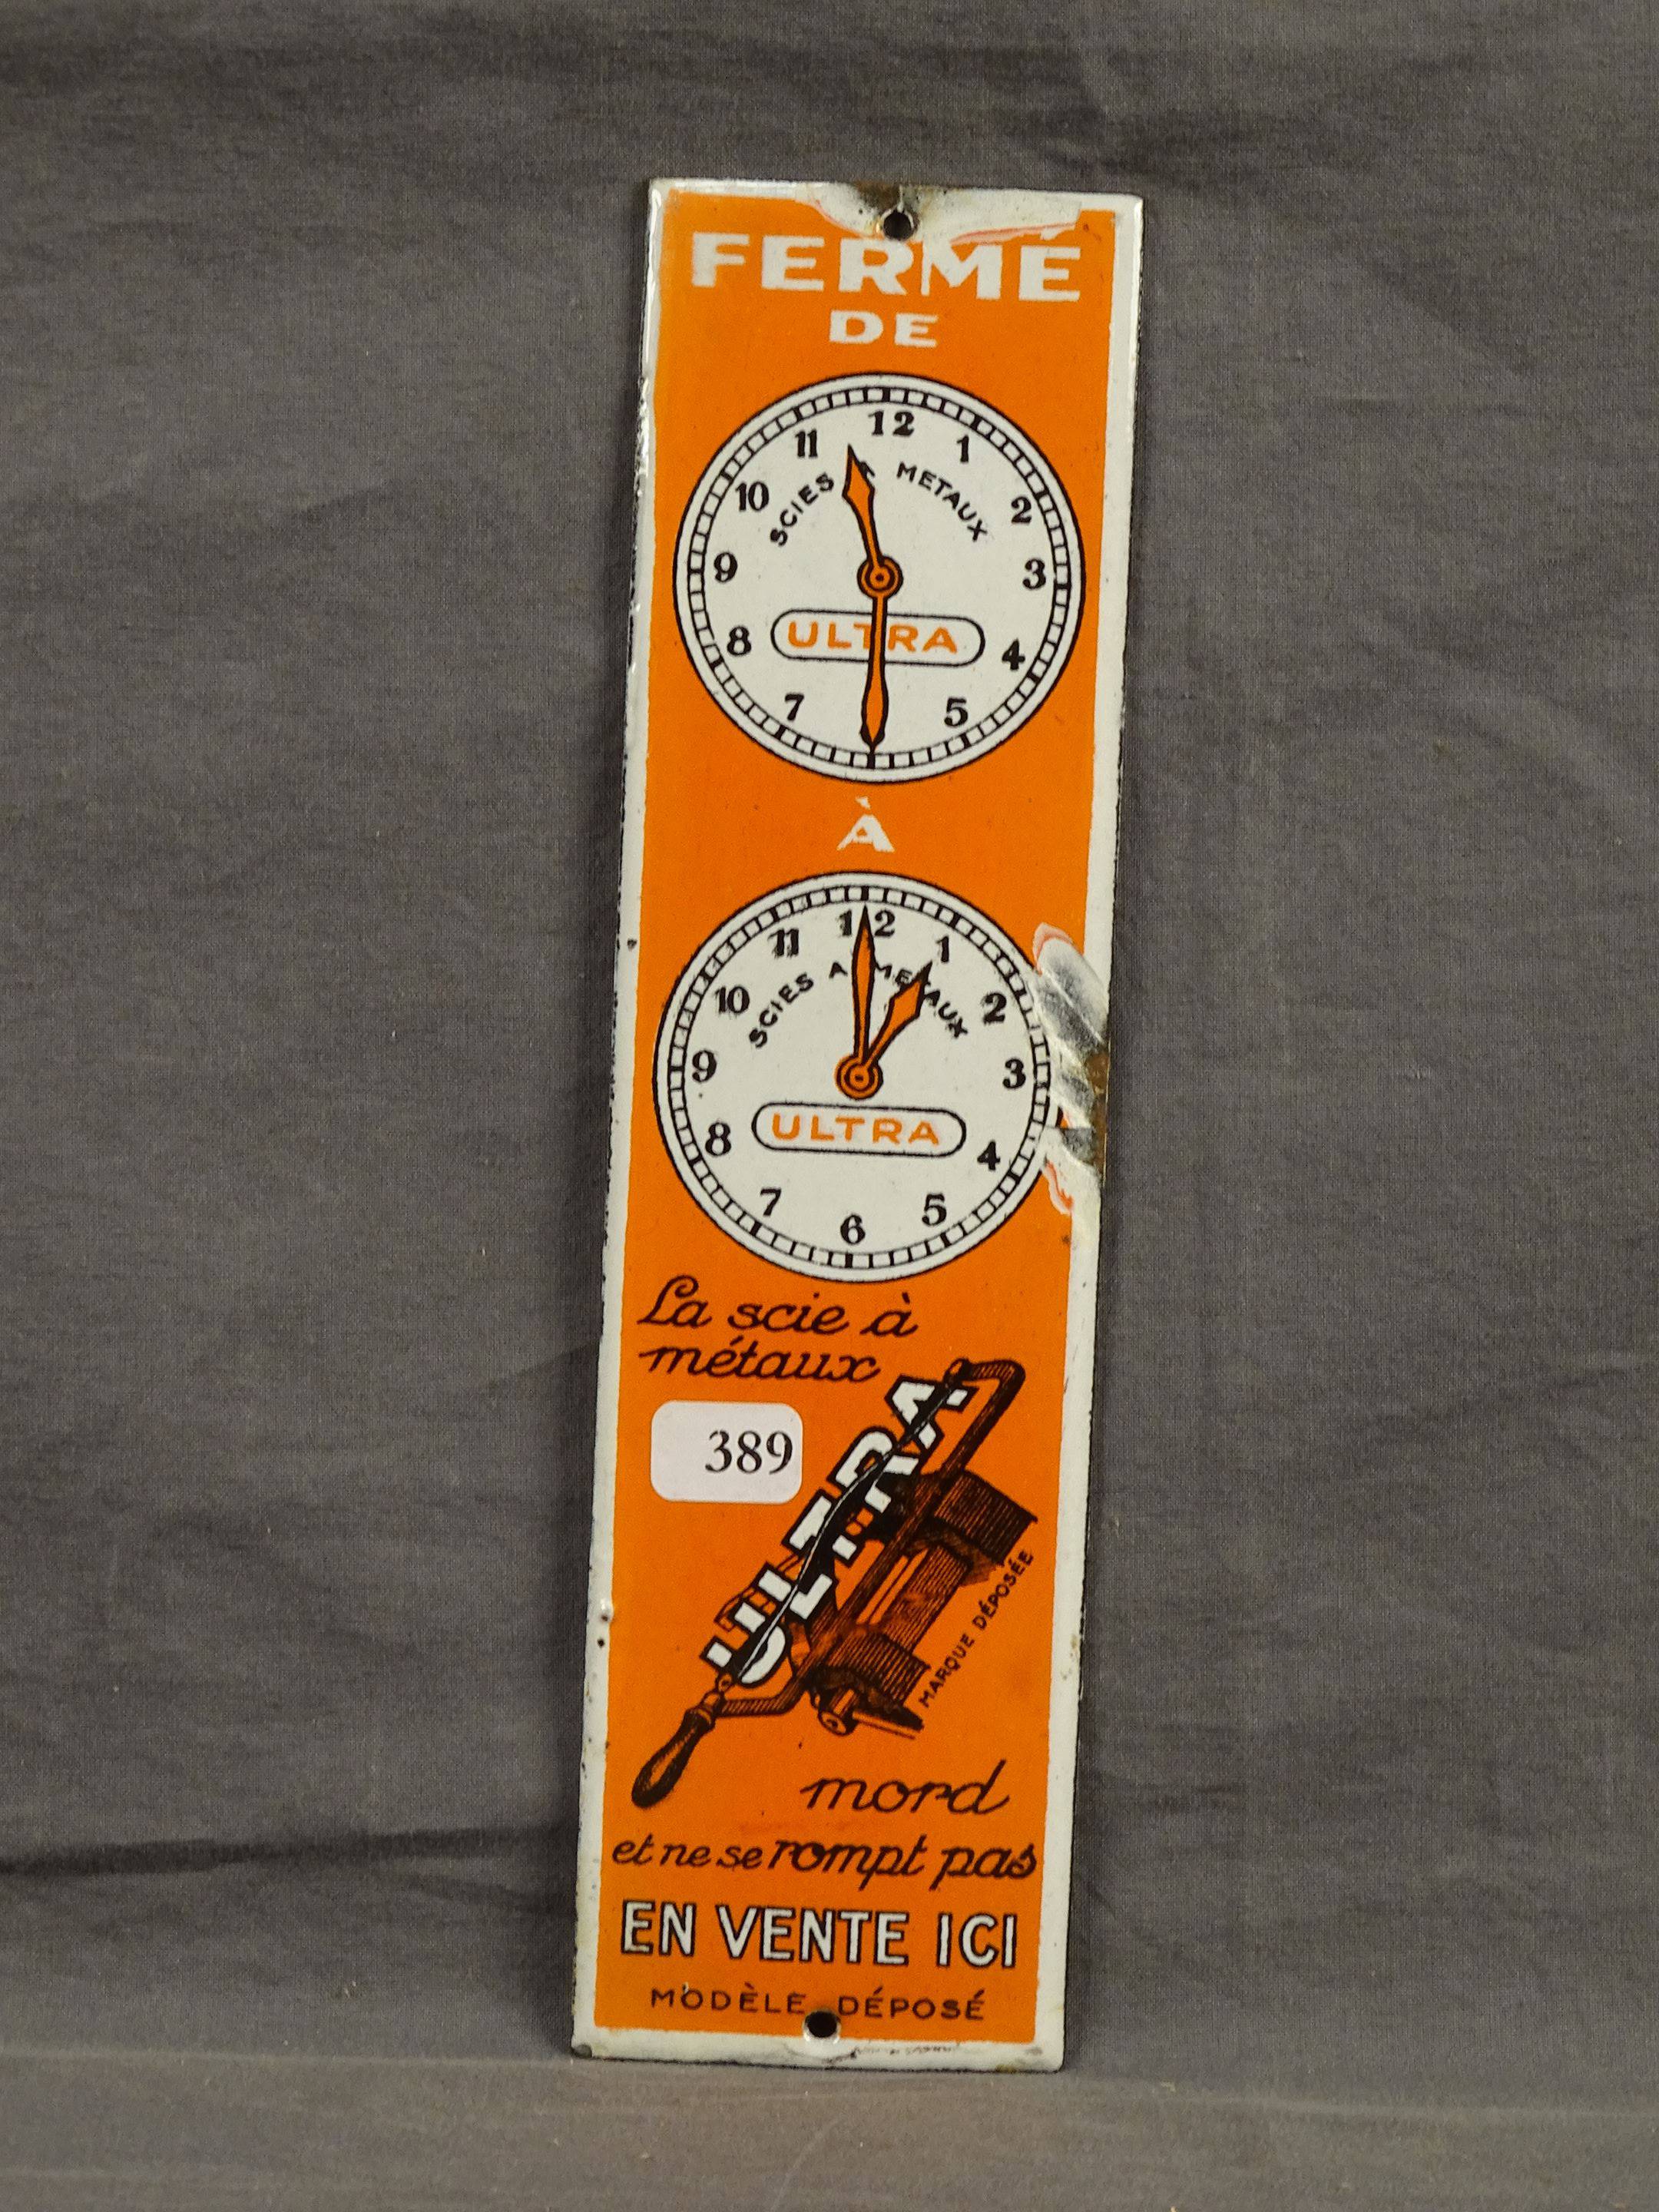 FERMÉ
DE
12
11 1
10 2
SCIES A METAUX
9 3
ULTRA
8 4
7 5
À
12
11 1
10 2
SCIES A METAUX
9 3
ULTRA
8 4
7 5
6
La scie à
métaux
389
ULTRA
MARQUE DÉPOSÉE
mord
et ne se rompt pas
EN VENTE ICI
MODÈLE DÉPOSÉ